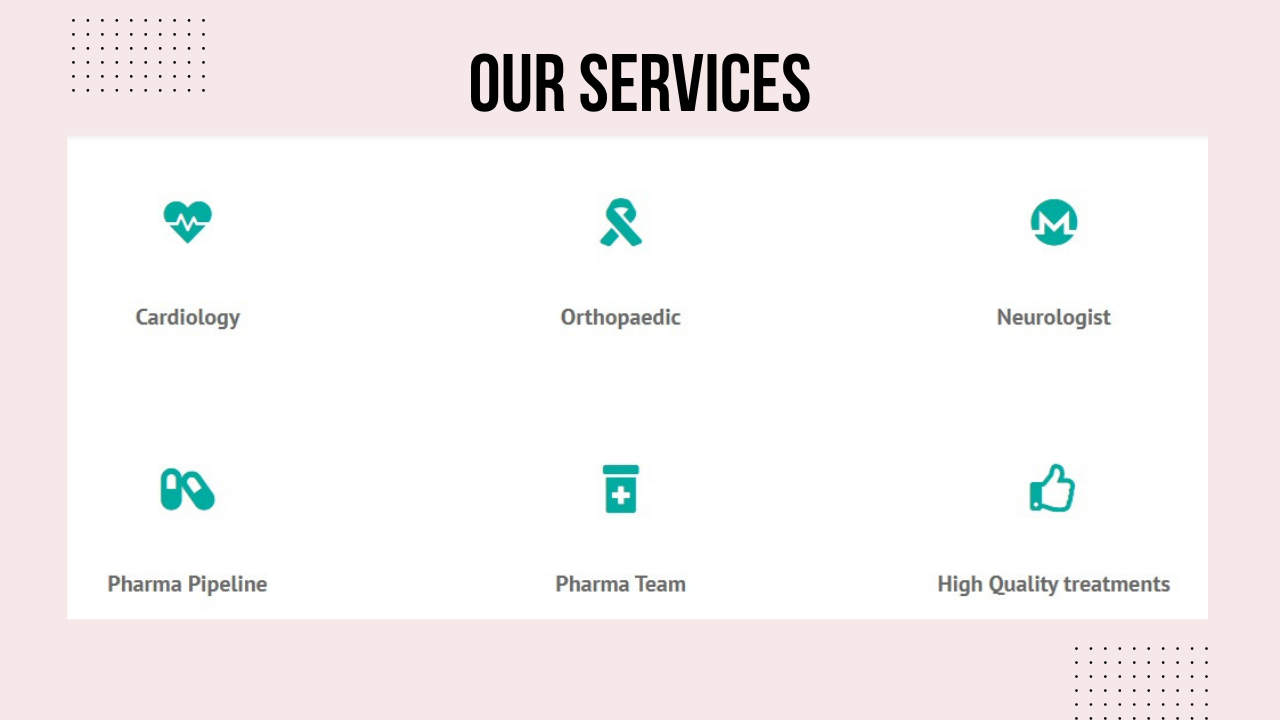 OUR SERVICES
Cardiology
Orthopaedic
Neurologist
Pharma Pipeline
Pharma Team
High Quality treatments